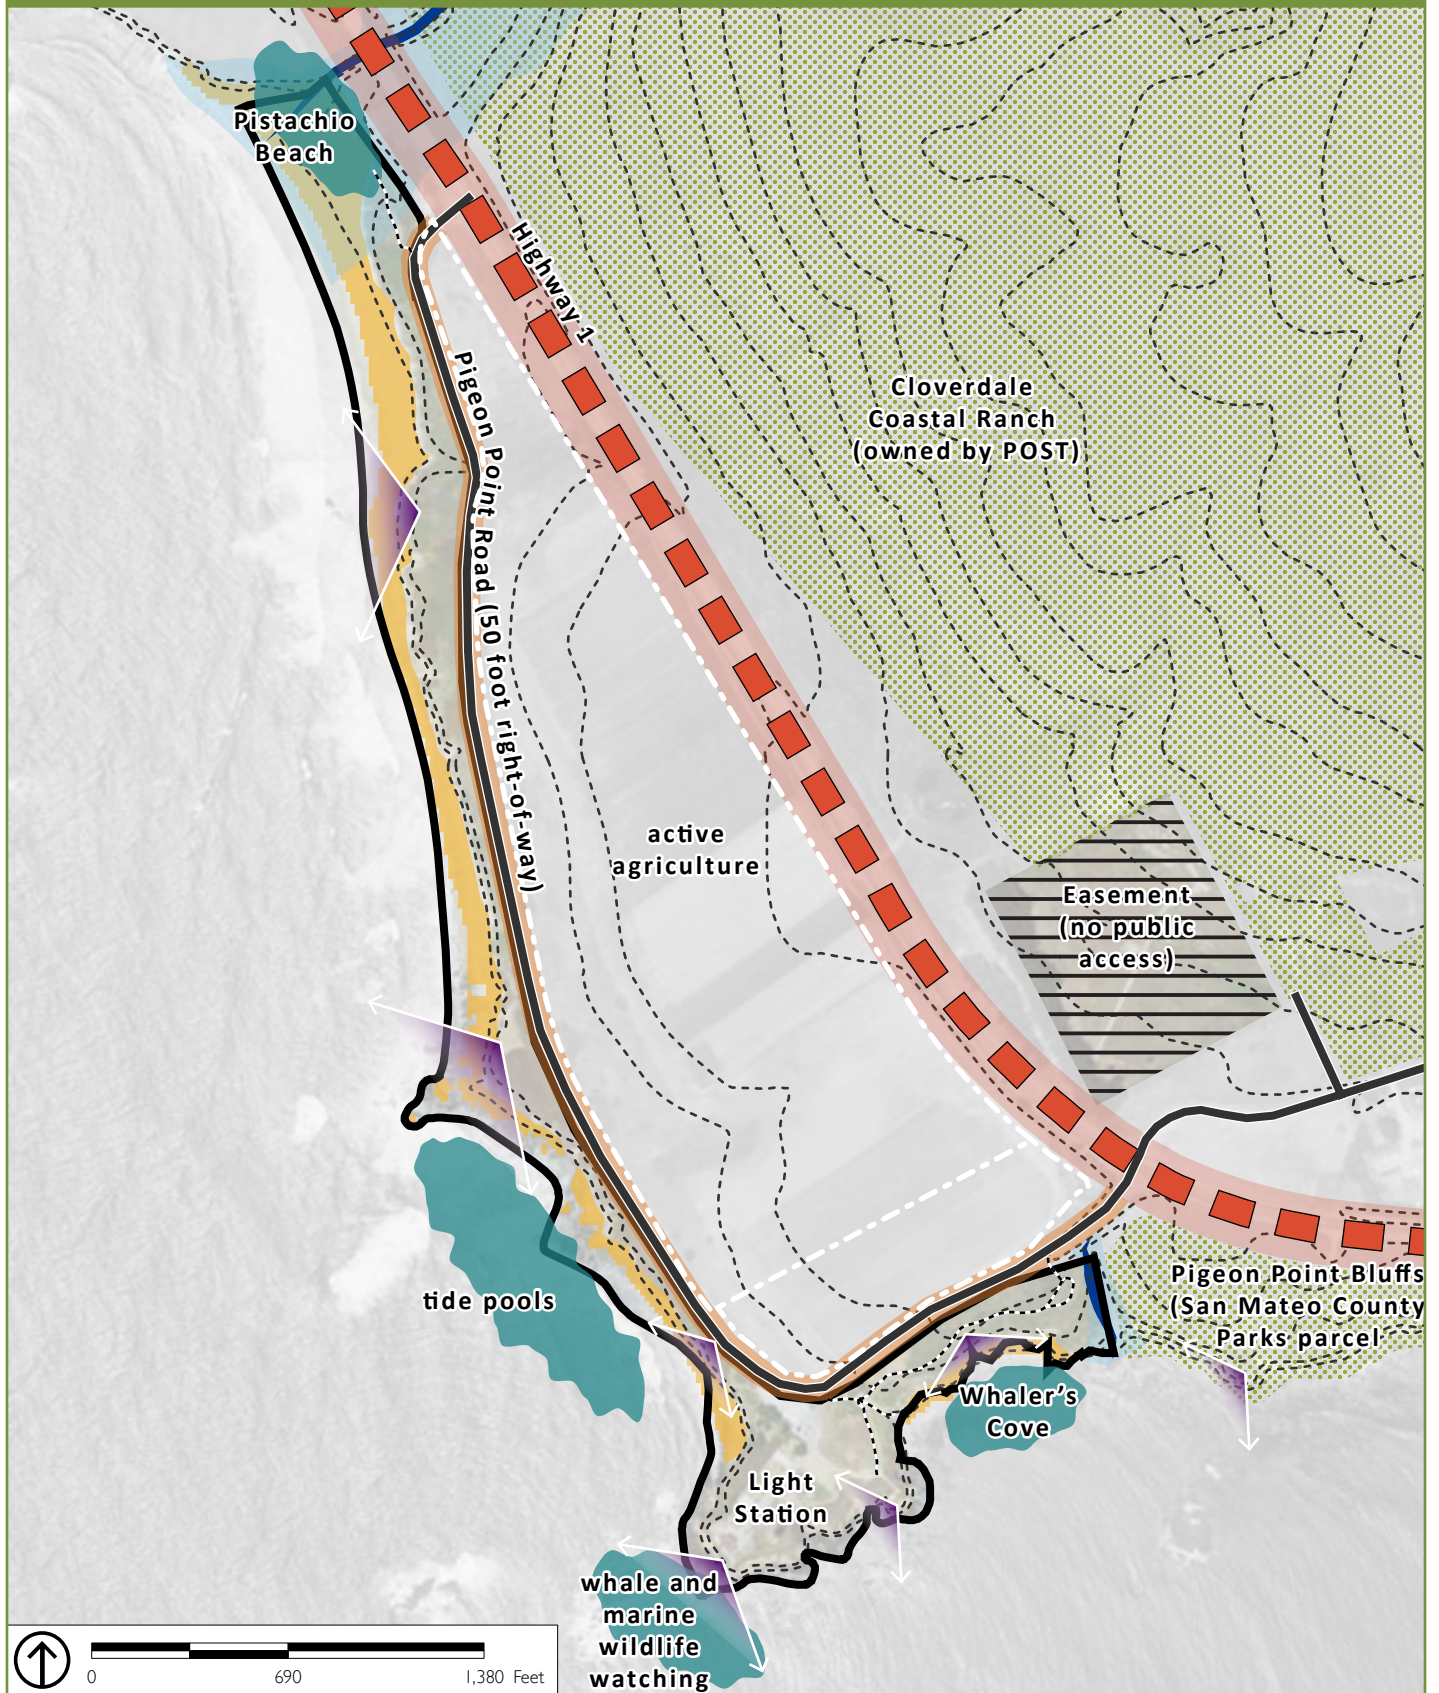 Pistachio
Beach
Highway 1
Pigeon Point Road (50 foot right-of-way)
Cloverdale
Coastal Ranch
(owned by POST)
active
agriculture
Easement
(no public
access)
tide pools
Pigeon Point Bluffs
(San Mateo County
Parks parcel
Whaler's
Cove
Light
Station
whale and
marine
wildlife
watching
0 690 1,380 Feet